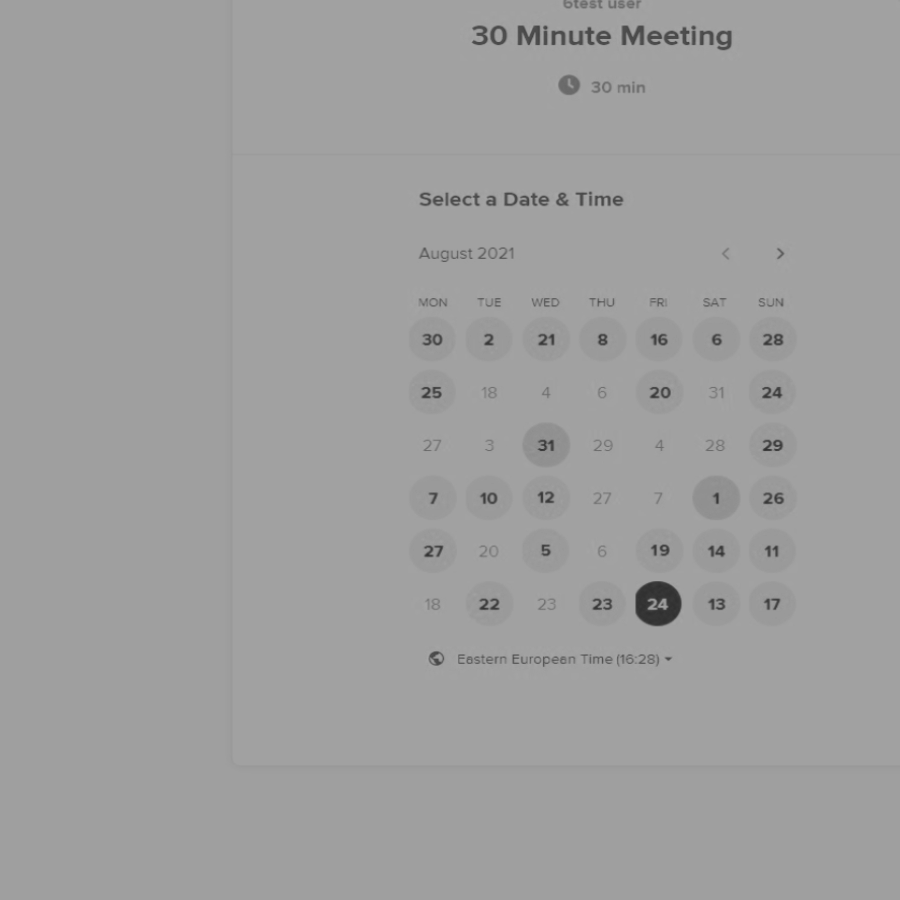 6test user
30 Minute Meeting
30 min
Select a Date & Time
August 2021
MON TUE WED THU FRI SAT SUN
30 2 21 8 16 6 28
25 18 4 6 20 31 24
27 3 31 29 4 28 29
7 10 12 27 7 1 26
27 20 5 6 19 14 11
18 22 23 23 24 13 17
Eastern European Time (16:28)